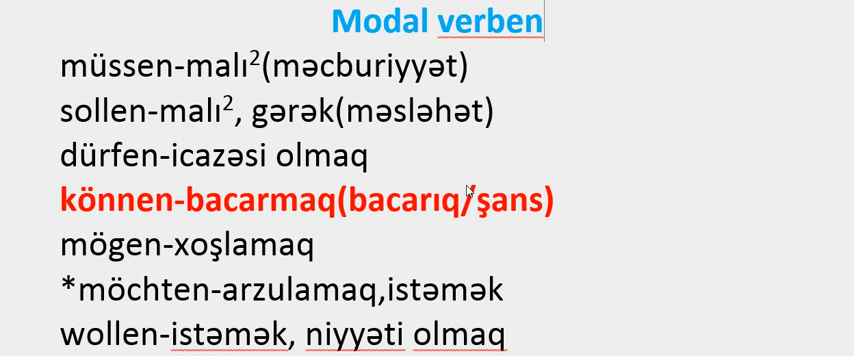 Modal verben
müssen-malı²(məcburiyyət)
sollen-malı², gərək(məsləhət)
dürfen-icazəsi olmaq
können-bacarmaq(bacarıq/şans)
mögen-xoşlamaq
*möchten-arzulamaq,istəmək
wollen-istəmək, niyyəti olmaq